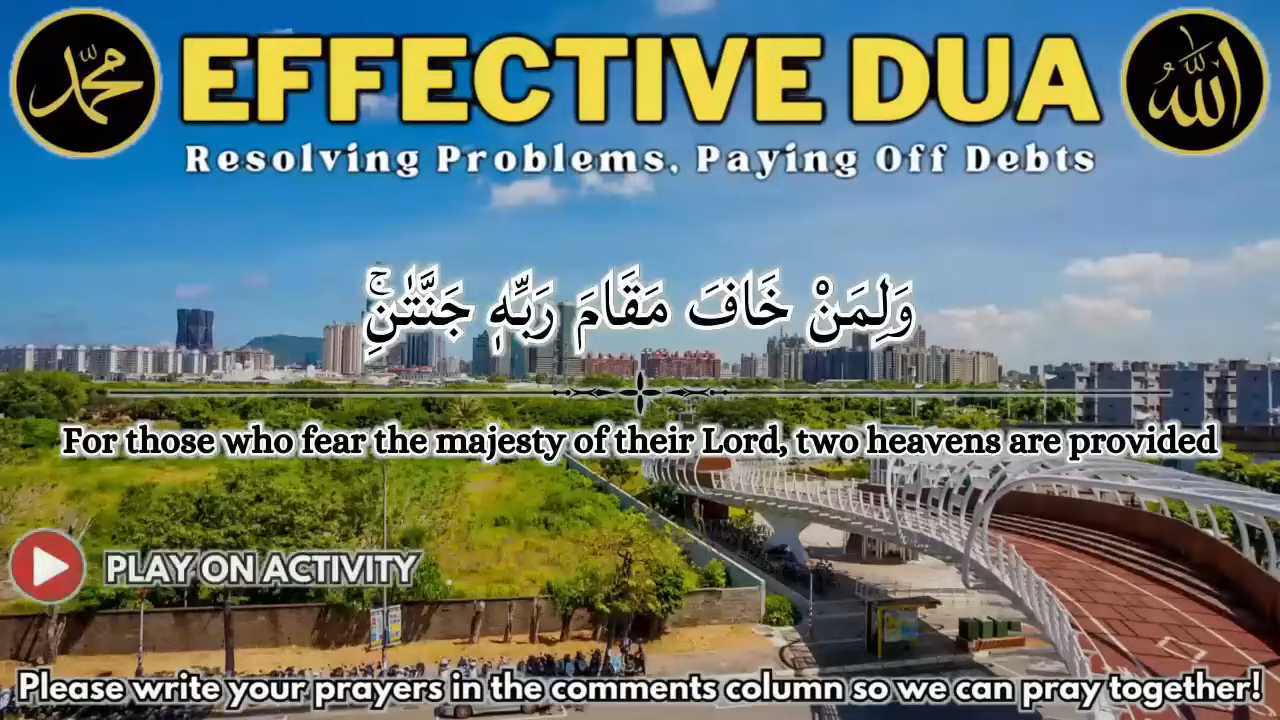 محمد
EFFECTIVE DUA
الله
Resolving Problems, Paying Off Debts
وَلِمَنْ خَافَ مَقَامَ رَبِّهٖ جَنَّتٰنِۚ
For those who fear the majesty of their Lord, two heavens are provided
PLAY ON ACTIVITY
Please write your prayers in the comments column so we can pray together!